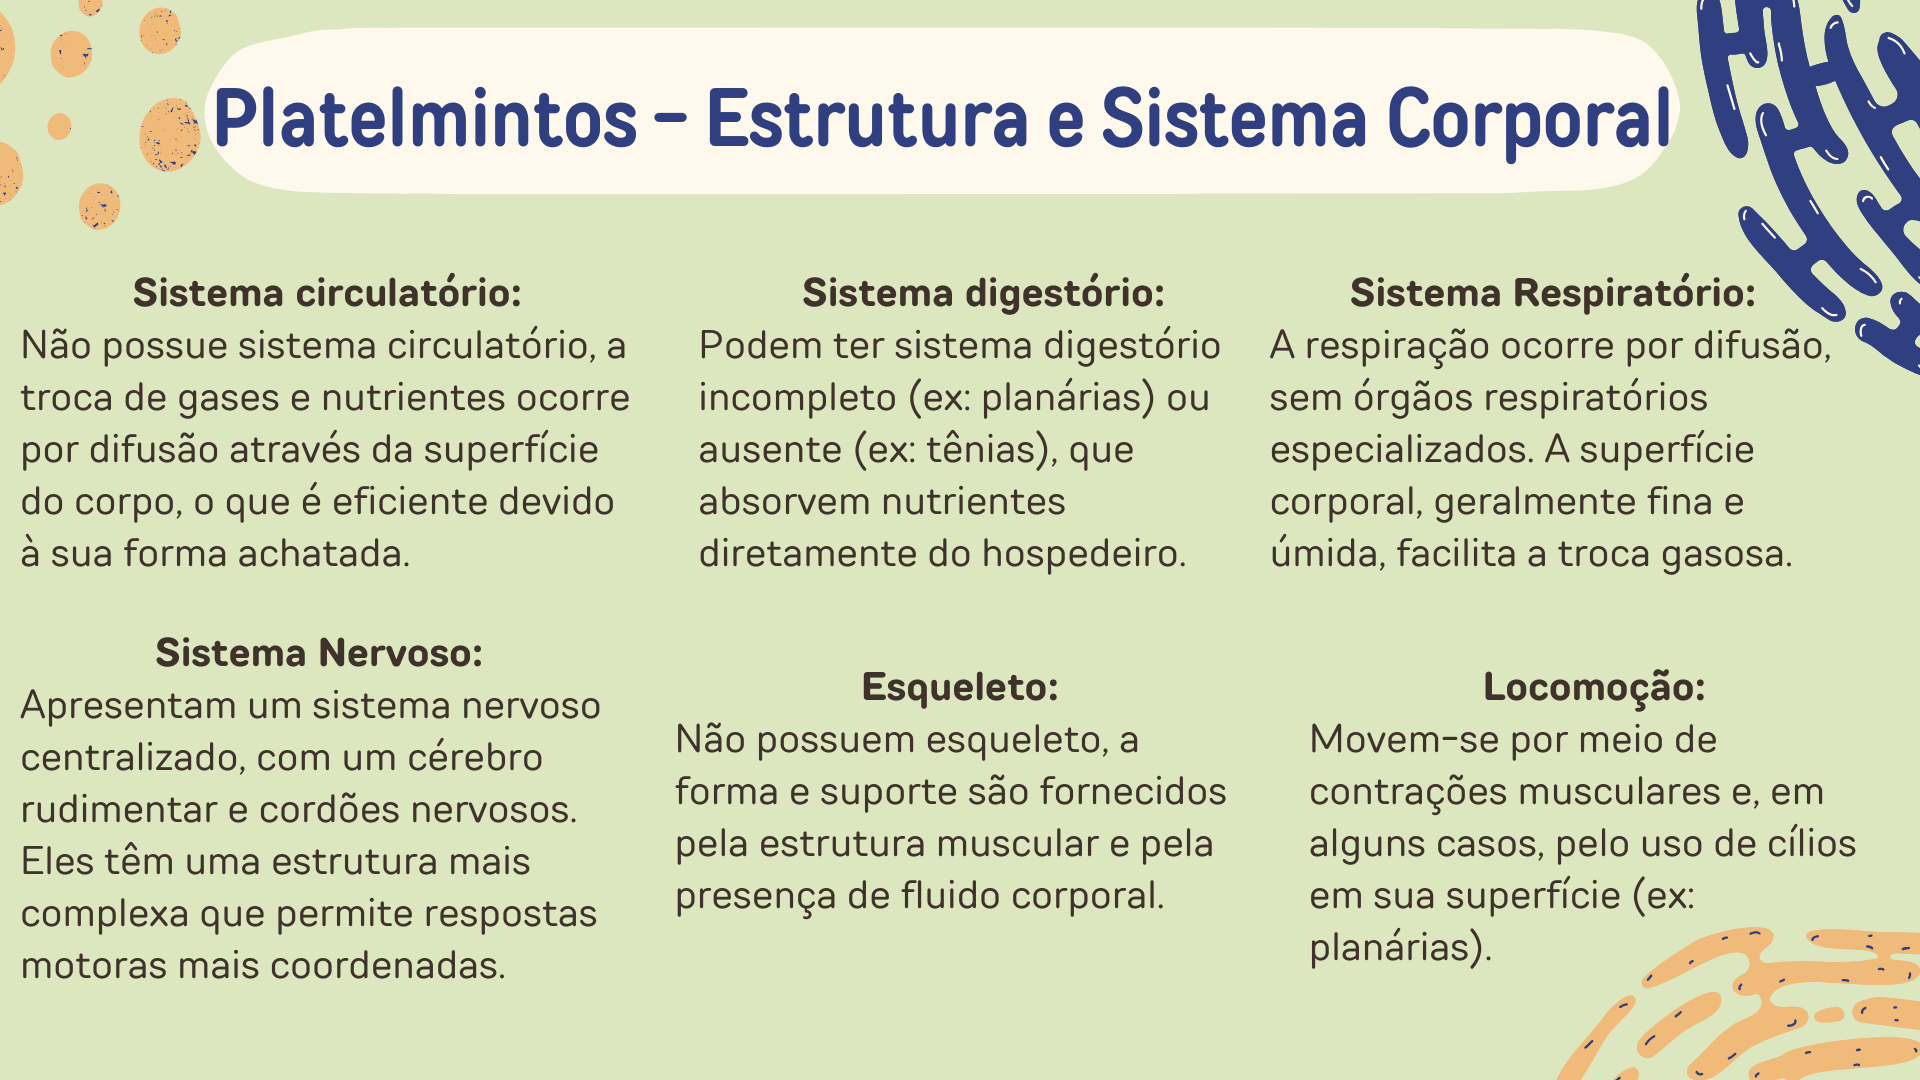 Platelmintos - Estrutura e Sistema Corporal
Sistema circulatório:
Não possue sistema circulatório, a
troca de gases e nutrientes ocorre
por difusão através da superfície
do corpo, o que é eficiente devido
à sua forma achatada.
Sistema digestório:
Podem ter sistema digestório
incompleto (ex: planárias) ou
ausente (ex: tênias), que
absorvem nutrientes
diretamente do hospedeiro.
Sistema Respiratório:
A respiração ocorre por difusão,
sem órgãos respiratórios
especializados. A superfície
corporal, geralmente fina e
úmida, facilita a troca gasosa.
Sistema Nervoso:
Apresentam um sistema nervoso
centralizado, com um cérebro
rudimentar e cordões nervosos.
Eles têm uma estrutura mais
complexa que permite respostas
motoras mais coordenadas.
Esqueleto:
Não possuem esqueleto, a
forma e suporte são fornecidos
pela estrutura muscular e pela
presença de fluido corporal.
Locomoção:
Movem-se por meio de
contrações musculares e, em
alguns casos, pelo uso de cílios
em sua superfície (ex:
planárias).